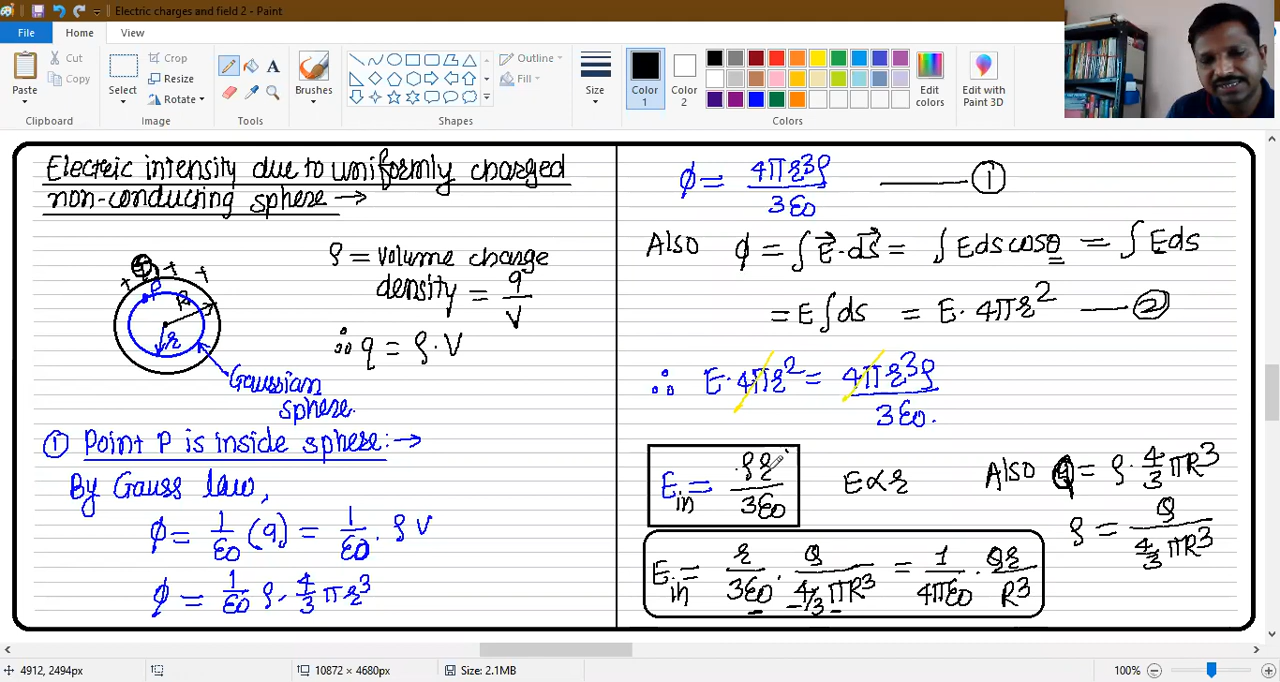 Electric charges and field 2 - Paint
File Home View
Paste Cut Copy Clipboard
Select Crop Resize Rotate Image
Tools
Brushes
Outline Fill Shapes
Size
Color 1 Color 2 Edit colors Edit with Paint 3D Colors
Electric intensity due to uniformly charged
non-conducting sphere →
+ + + +
P R
r
Gaussian
sphere.
ρ = volume charge
density = q/V
∴ q = ρ·V
① Point P is inside sphere:→
By Gauss law,
ϕ = 1/ε0 (q) = 1/ε0 · ρ V
ϕ = 1/ε0 ρ · 4/3 π r³
ϕ = 4πr³ρ/3ε0 —— ①
Also ϕ = ∫ E⃗·ds⃗ = ∫ E ds cosθ = ∫ E ds
= E ∫ ds = E · 4πr² —— ②
∴ E · 4πr² = 4πr³ρ/3ε0.
Ein = ρr/3ε0 E∝r
Also Q = ρ · 4/3 πR³
ρ = Q/(4/3 πR³)
Ein = r/3ε0 · Q/(4/3 πR³) = 1/4πε0 · Qr/R³
4912, 2494px 10872 × 4680px Size: 2.1MB 100%